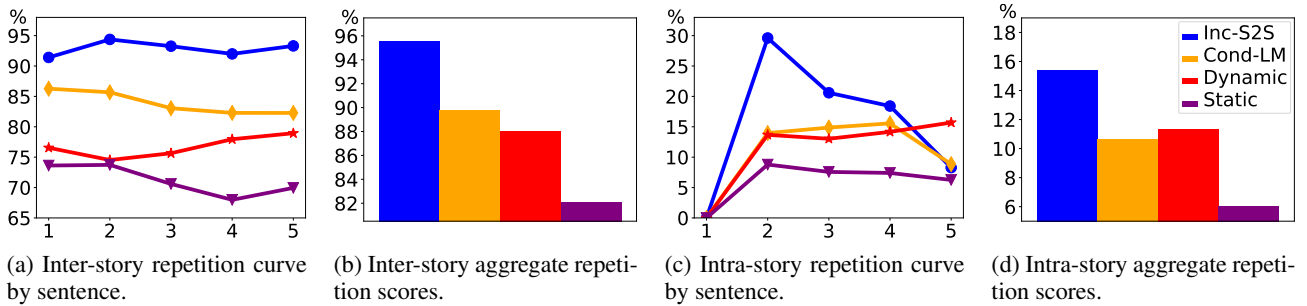 %
95
90
85
80
75
70
65
1 2 3 4 5
(a) Inter-story repetition curve
by sentence.
%
96
94
92
90
88
86
84
82
(b) Inter-story aggregate repeti-
tion scores.
%
30
25
20
15
10
5
0
1 2 3 4 5
(c) Intra-story repetition curve
by sentence.
%
18
16
14
12
10
8
6
Inc-S2S
Cond-LM
Dynamic
Static
(d) Intra-story aggregate repeti-
tion scores.